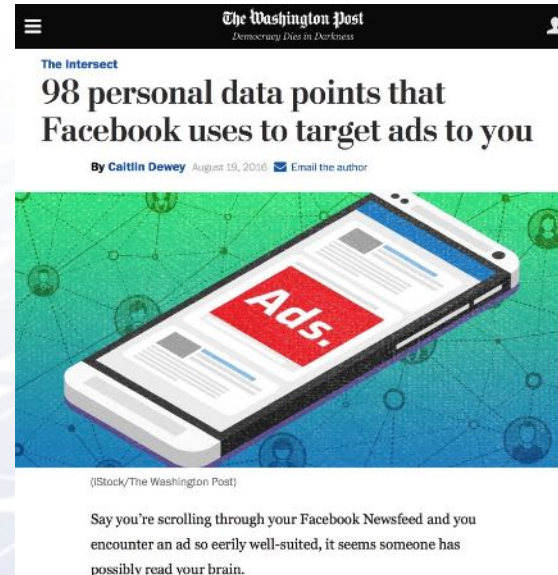 The Washington Post
Democracy Dies in Darkness
The Intersect
98 personal data points that
Facebook uses to target ads to you
By Caitlin Dewey August 19, 2016 Email the author
Ads.
(iStock/The Washington Post)
Say you're scrolling through your Facebook Newsfeed and you
encounter an ad so eerily well-suited, it seems someone has
possibly read your brain.